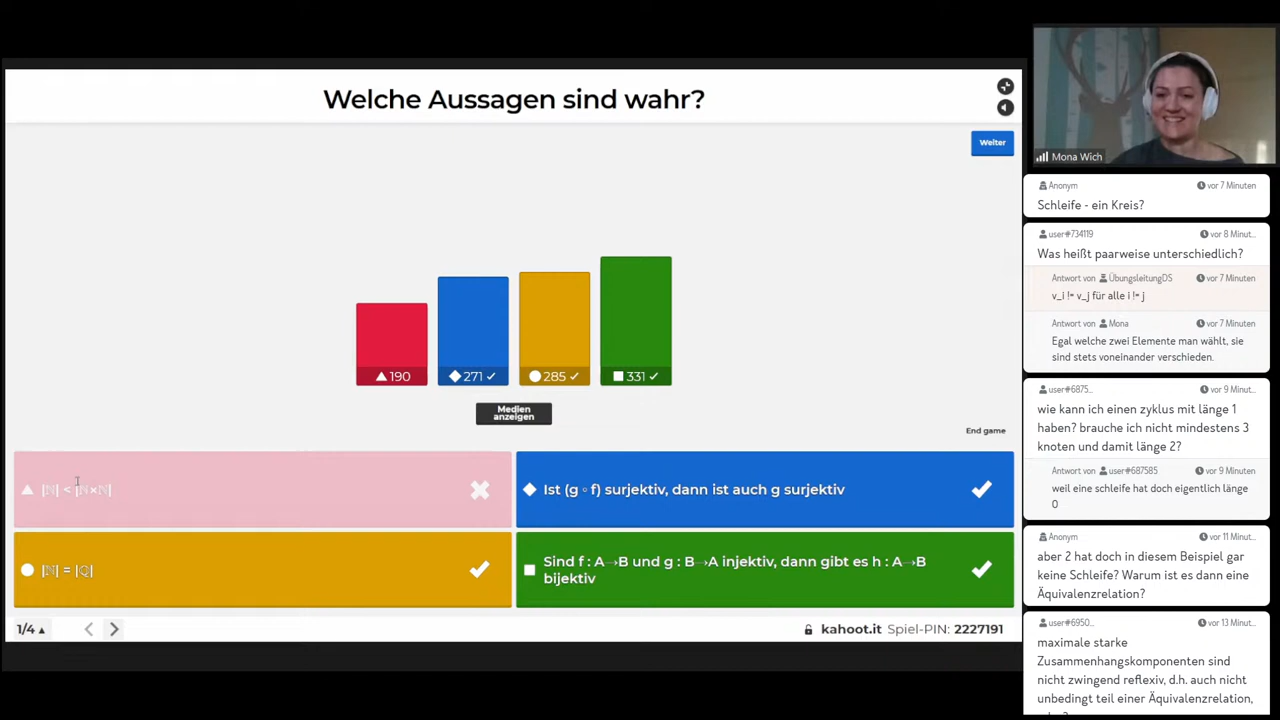 Welche Aussagen sind wahr?
Weiter
190
271 ✓
285 ✓
331 ✓
Medien
anzeigen
End game
|ℕ| < |ℕ×ℕ|
Ist (g ∘ f) surjektiv, dann ist auch g surjektiv
|ℕ| = |ℚ|
Sind f : A→B und g : B→A injektiv, dann gibt es h : A→B
bijektiv
1/4
kahoot.it Spiel-PIN: 2227191
Mona Wich
Anonym vor 7 Minuten
Schleife - ein Kreis?
user#734119 vor 8 Minut...
Was heißt paarweise unterschiedlich?
Antwort von ÜbungsleitungDS vor 7 Minuten
v_i != v_j für alle i != j
Antwort von Mona vor 7 Minuten
Egal welche zwei Elemente man wählt, sie
sind stets voneinander verschieden.
user#6875... vor 9 Minut...
wie kann ich einen zyklus mit länge 1
haben? brauche ich nicht mindestens 3
knoten und damit länge 2?
Antwort von user#687585 vor 9 Minuten
weil eine schleife hat doch eigentlich länge
0
Anonym vor 11 Minuten
aber 2 hat doch in diesem Beispiel gar
keine Schleife? Warum ist es dann eine
Äquivalenzrelation?
user#6950... vor 13 Minut...
maximale starke
Zusammenhangskomponenten sind
nicht zwingend reflexiv, d.h. auch nicht
unbedingt teil einer Äquivalenzrelation,